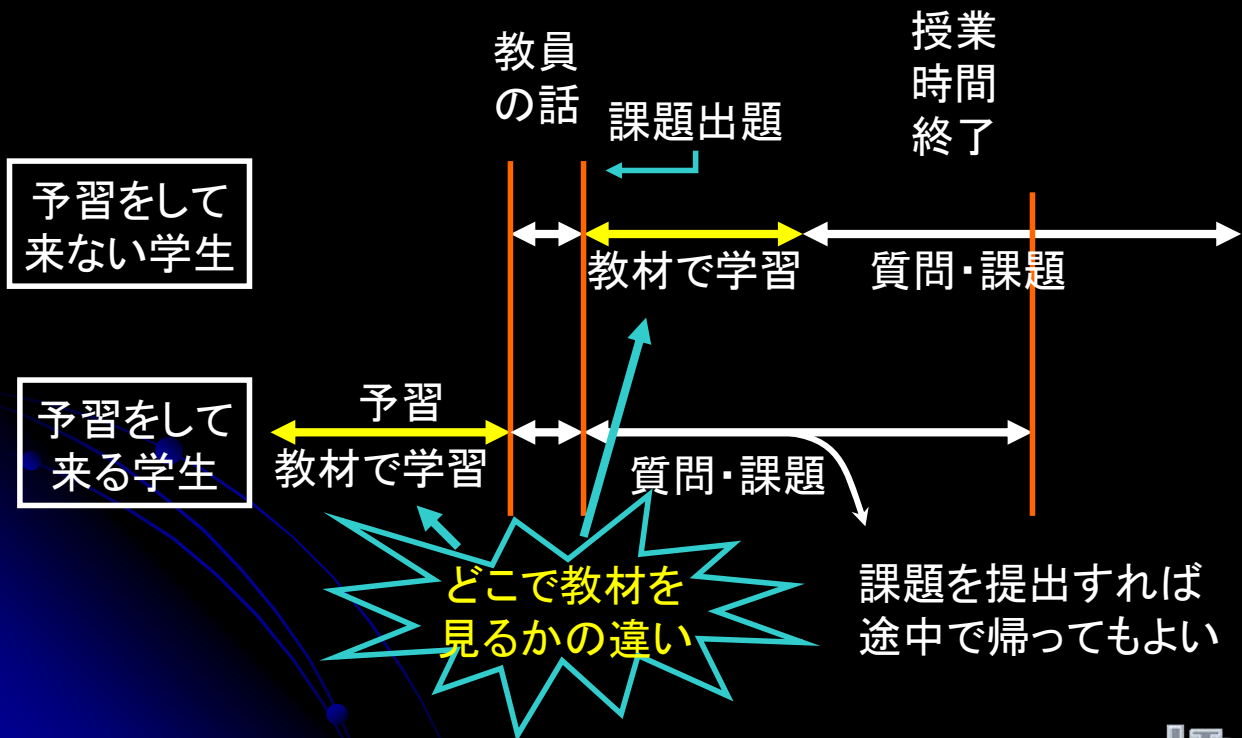 教員
の話
課題出題
授業
時間
終了
予習をして
来ない学生
教材で学習
質問・課題
予習をして
来る学生
予習
教材で学習
質問・課題
どこで教材を
見るかの違い
課題を提出すれば
途中で帰ってもよい